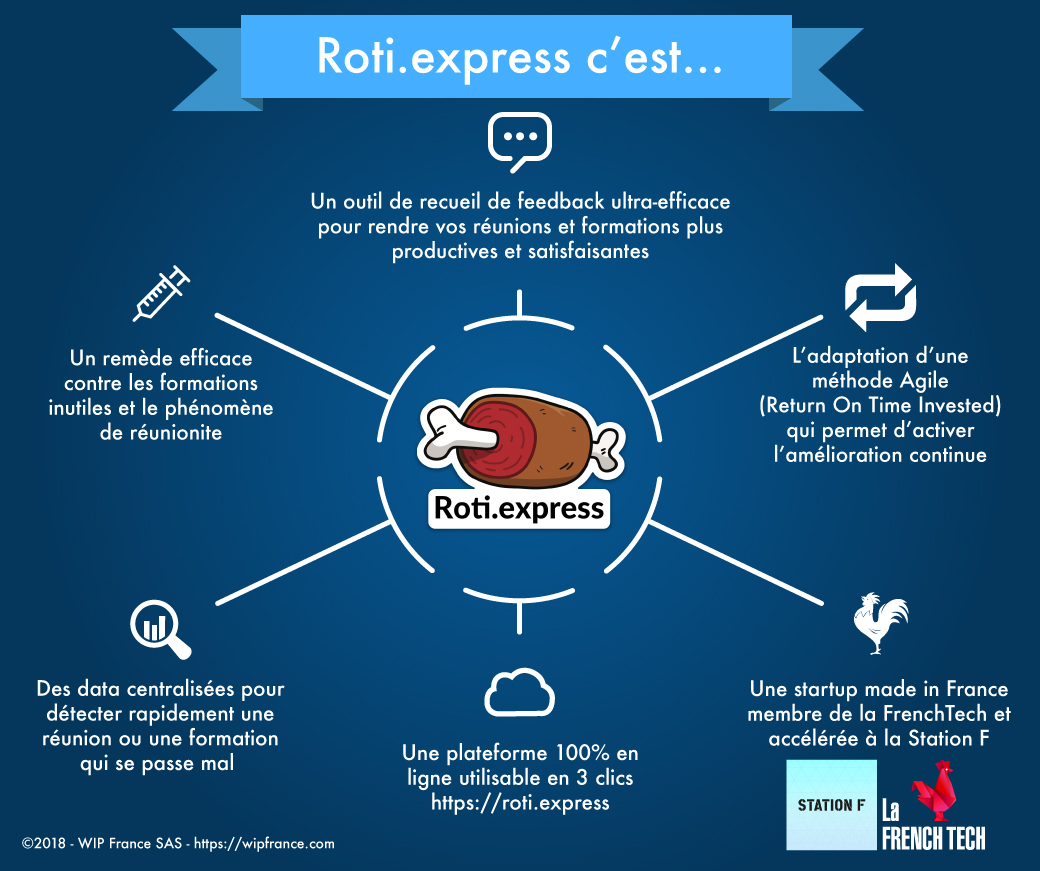 Roti.express c’est...
Un outil de recueil de feedback ultra-efficace
pour rendre vos réunions et formations plus
productives et satisfaisantes
Un remède efficace
contre les formations
inutiles et le phénomène
de réunionite
L’adaptation d’une
méthode Agile
(Return On Time Invested)
qui permet d’activer
l’amélioration continue
Roti.express
Des data centralisées pour
détecter rapidement une
réunion ou une formation
qui se passe mal
Une plateforme 100% en
ligne utilisable en 3 clics
https://roti.express
Une startup made in France
membre de la FrenchTech et
accélérée à la Station F
STATION F
La
FRENCH TECH
©2018 - WIP France SAS - https://wipfrance.com